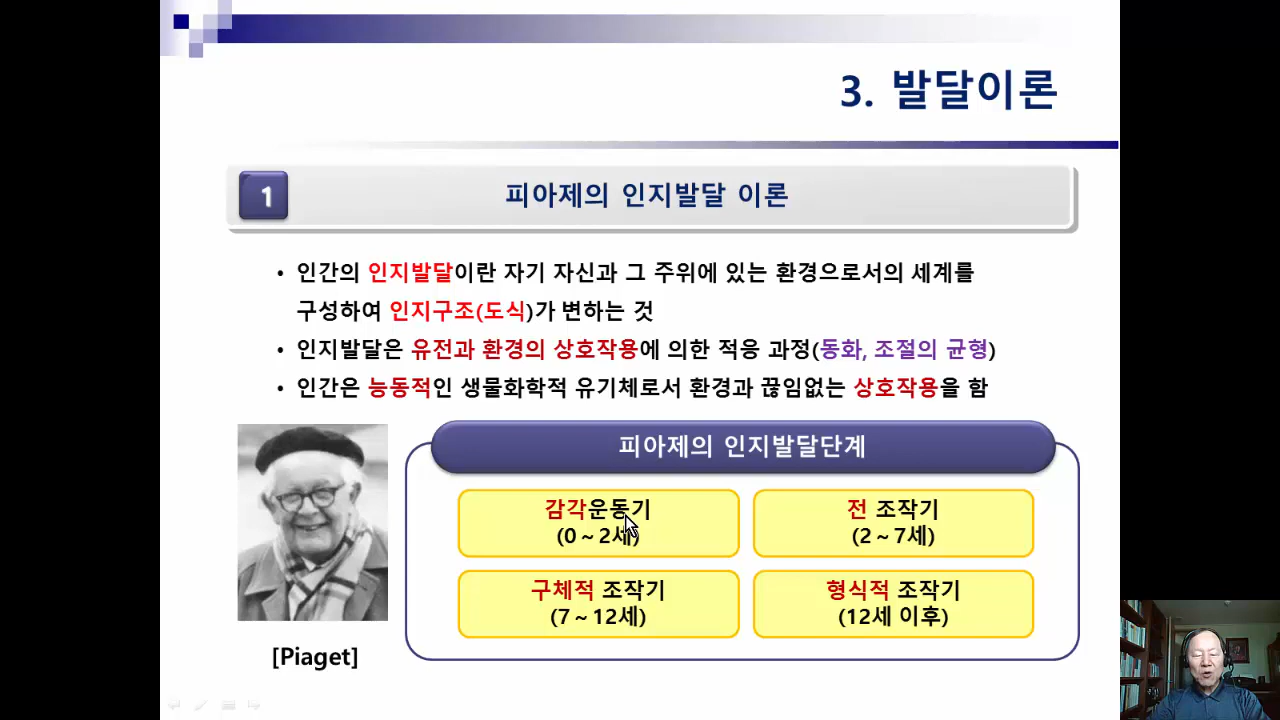 3. 발달이론
1 피아제의 인지발달 이론
• 인간의 인지발달이란 자기 자신과 그 주위에 있는 환경으로서의 세계를
구성하여 인지구조(도식)가 변하는 것
• 인지발달은 유전과 환경의 상호작용에 의한 적응 과정(동화, 조절의 균형)
• 인간은 능동적인 생물화학적 유기체로서 환경과 끊임없는 상호작용을 함
피아제의 인지발달단계
감각운동기
(0 ~ 2세)
전 조작기
(2 ~ 7세)
구체적 조작기
(7 ~ 12세)
형식적 조작기
(12세 이후)
[Piaget]